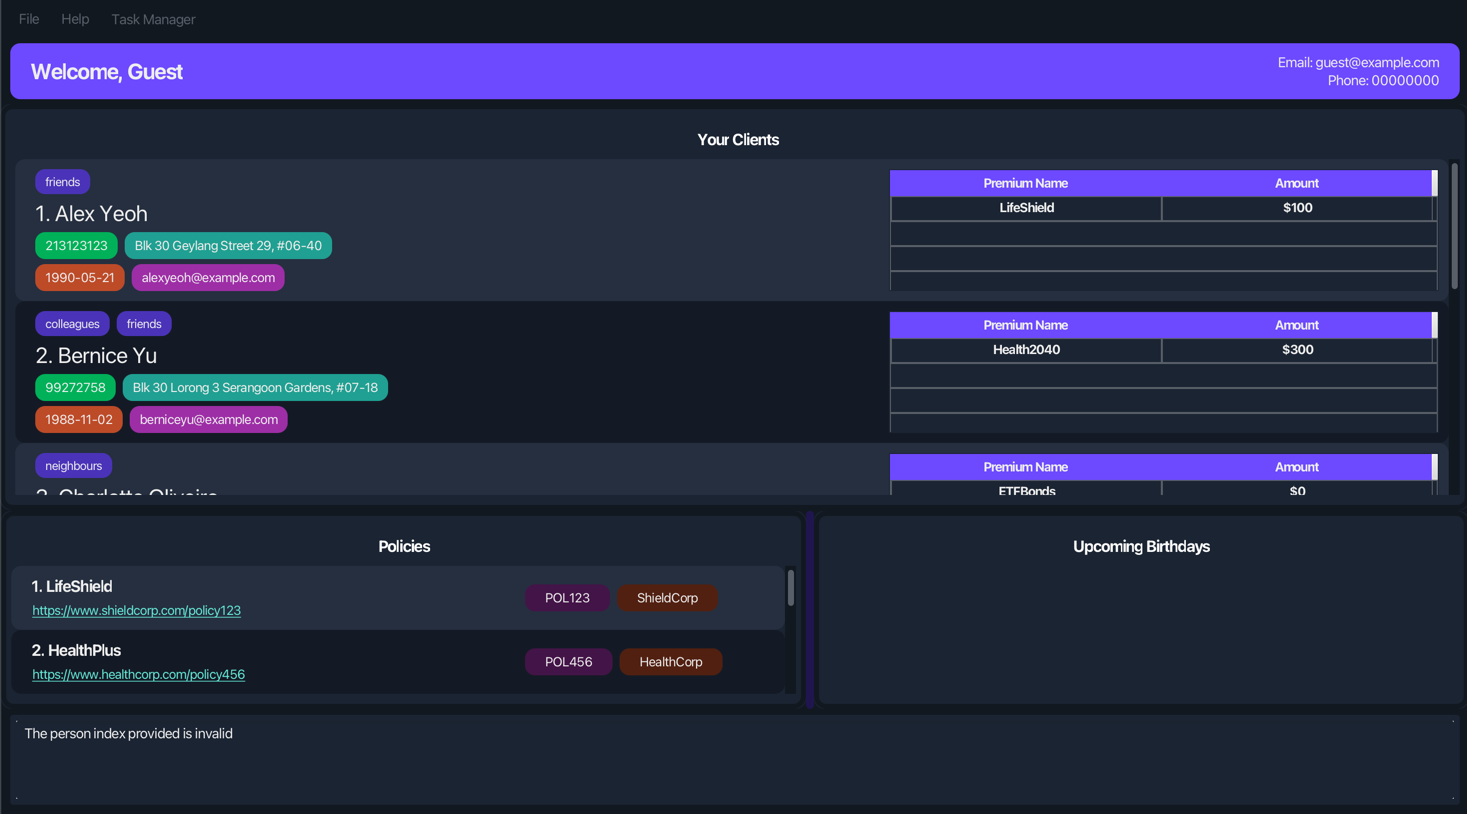 File Help Task Manager
Welcome, Guest
Email: guest@example.com
Phone: 00000000
Your Clients
friends
1. Alex Yeoh
213123123 Blk 30 Geylang Street 29, #06-40
1990-05-21 alexyeoh@example.com
Premium Name Amount
LifeShield $100
colleagues friends
2. Bernice Yu
99272758 Blk 30 Lorong 3 Serangoon Gardens, #07-18
1988-11-02 berniceyu@example.com
Premium Name Amount
Health2040 $300
neighbours
3. Charlotte Oliveiro
Premium Name Amount
ETFBonds $0
Policies
1. LifeShield
https://www.shieldcorp.com/policy123
POL123 ShieldCorp
2. HealthPlus
https://www.healthcorp.com/policy456
POL456 HealthCorp
Upcoming Birthdays
The person index provided is invalid